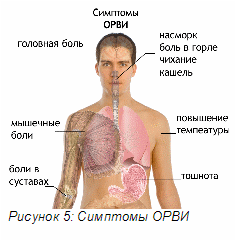 Симптомы
ОРВИ
головная боль
насморк
боль в горле
чихание
кашель
мышечные
боли
повышение
темпеатуры
боли в
суставах
тошнота
Рисунок 5: Симптомы ОРВИ